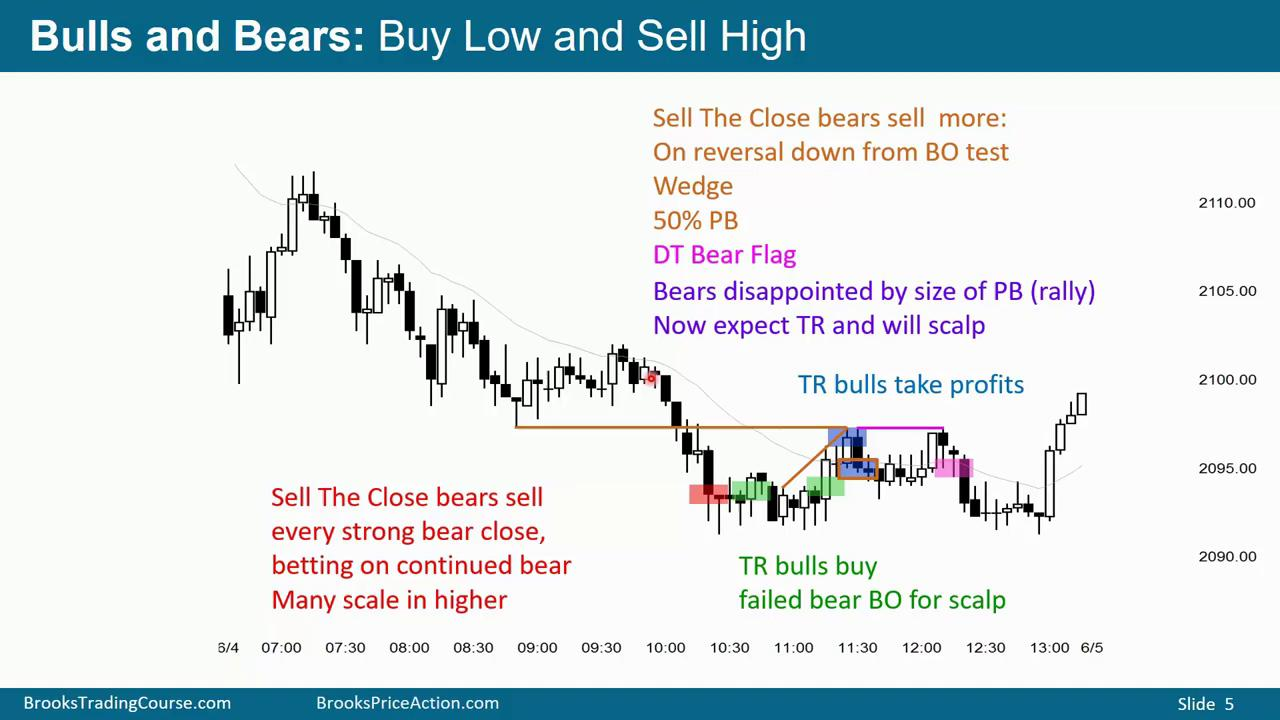 Bulls and Bears: Buy Low and Sell High
Sell The Close bears sell  more:
On reversal down from BO test
Wedge
50% PB
DT Bear Flag
Bears disappointed by size of PB (rally)
Now expect TR and will scalp
TR bulls take profits
2110.00
2105.00
2100.00
2095.00
2090.00
Sell The Close bears sell
every strong bear close,
betting on continued bear
Many scale in higher
TR bulls buy
failed bear BO for scalp
6/4 07:00 07:30 08:00 08:30 09:00 09:30 10:00 10:30 11:00 11:30 12:00 12:30 13:00 6/5
BrooksTradingCourse.com BrooksPriceAction.com Slide 5